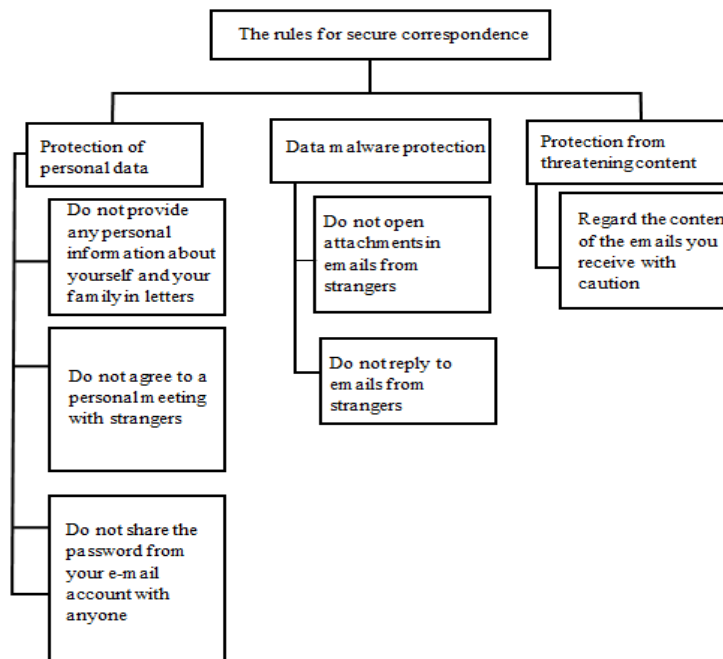 The rules for secure correspondence
Protection of
personal data
Do not provide
any personal
information about
yourself and your
family in letters
Do not agree to a
personal meeting
with strangers
Do not share the
password from
your e-mail
account with
anyone
Data malware protection
Do not open
attachments in
emails from
strangers
Do not reply to
emails from
strangers
Protection from
threatening content
Regard the conten
of the emails you
receive with
caution